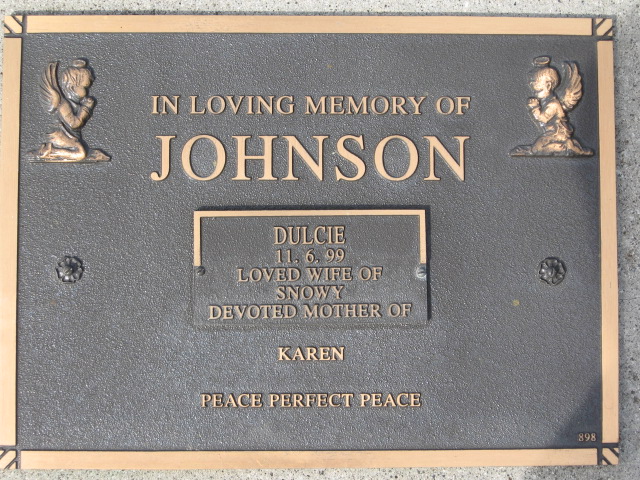 IN LOVING MEMORY OF
JOHNSON
DULCIE
11. 6. 99
LOVED WIFE OF
SNOWY
DEVOTED MOTHER OF
KAREN
PEACE PERFECT PEACE
898